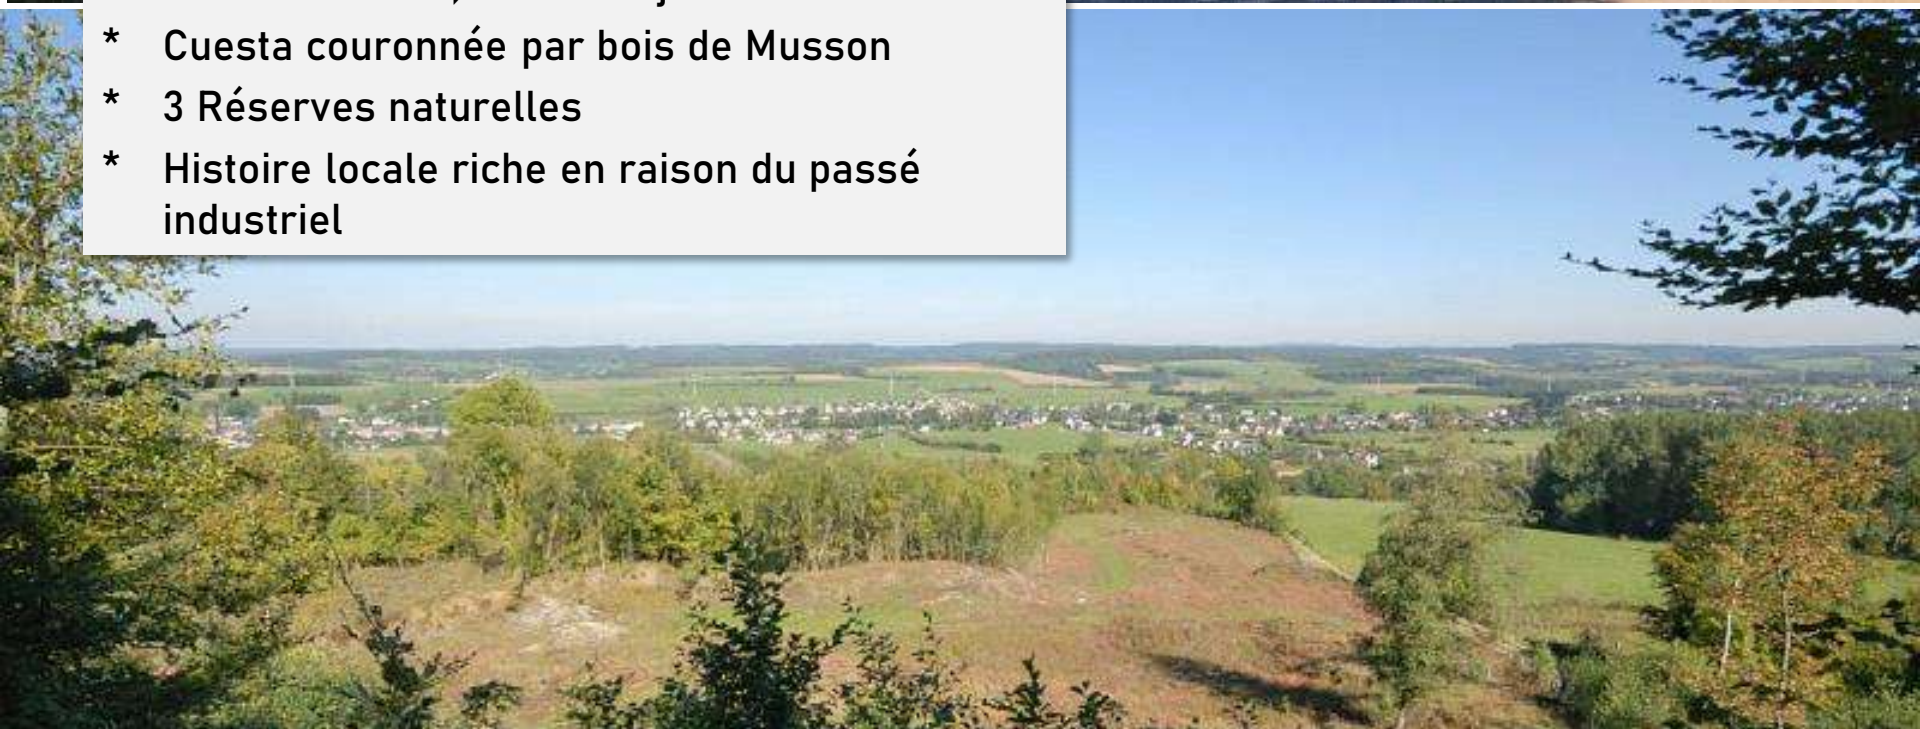 * Cuesta couronnée par bois de Musson
* 3 Réserves naturelles
* Histoire locale riche en raison du passé
industriel